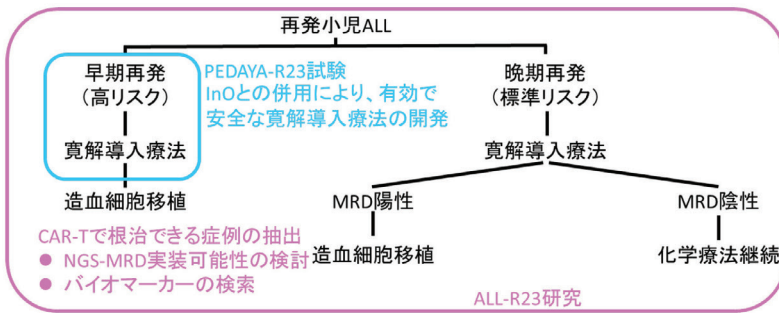 再発小児ALL
早期再発
（高リスク）
寛解導入療法
造血細胞移植
PEDAYA-R23試験
InOとの併用により、有効で
安全な寛解導入療法の開発
晩期再発
（標準リスク）
寛解導入療法
MRD陽性
造血細胞移植
MRD陰性
化学療法継続
CAR-Tで根治できる症例の抽出
● NGS-MRD実装可能性の検討
● バイオマーカーの検索
ALL-R23研究